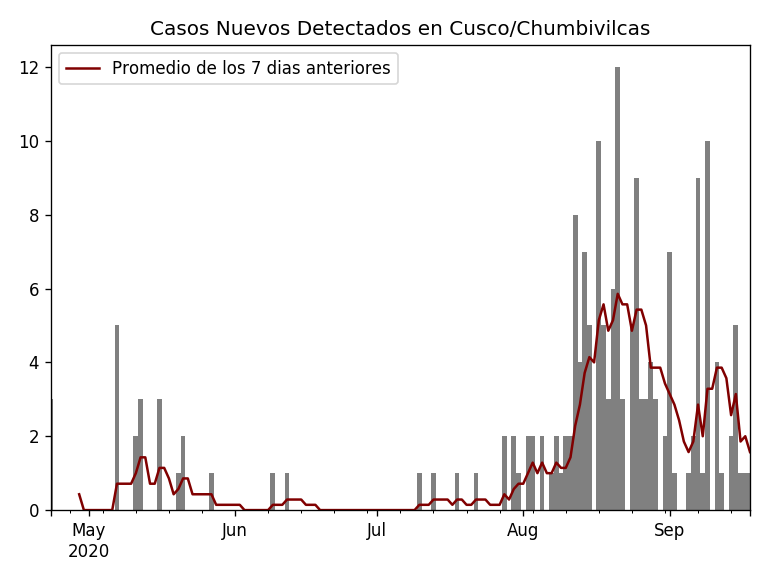 Casos Nuevos Detectados en Cusco/Chumbivilcas
Promedio de los 7 dias anteriores
12
10
8
6
4
2
0
May Jun Jul Aug Sep
2020